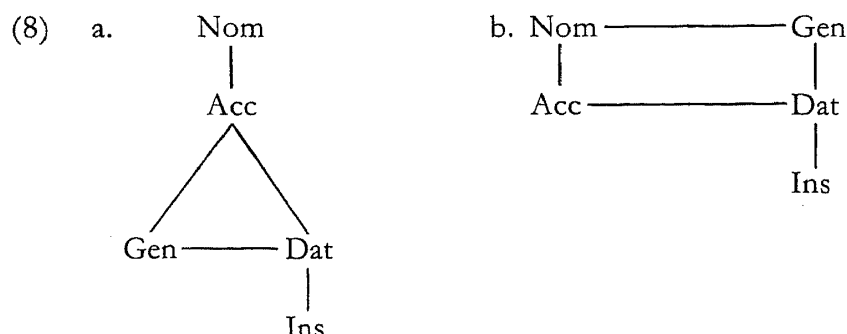 (8) a. Nom b. Nom Gen
Acc Acc Dat
Ins
Gen Dat
Ins